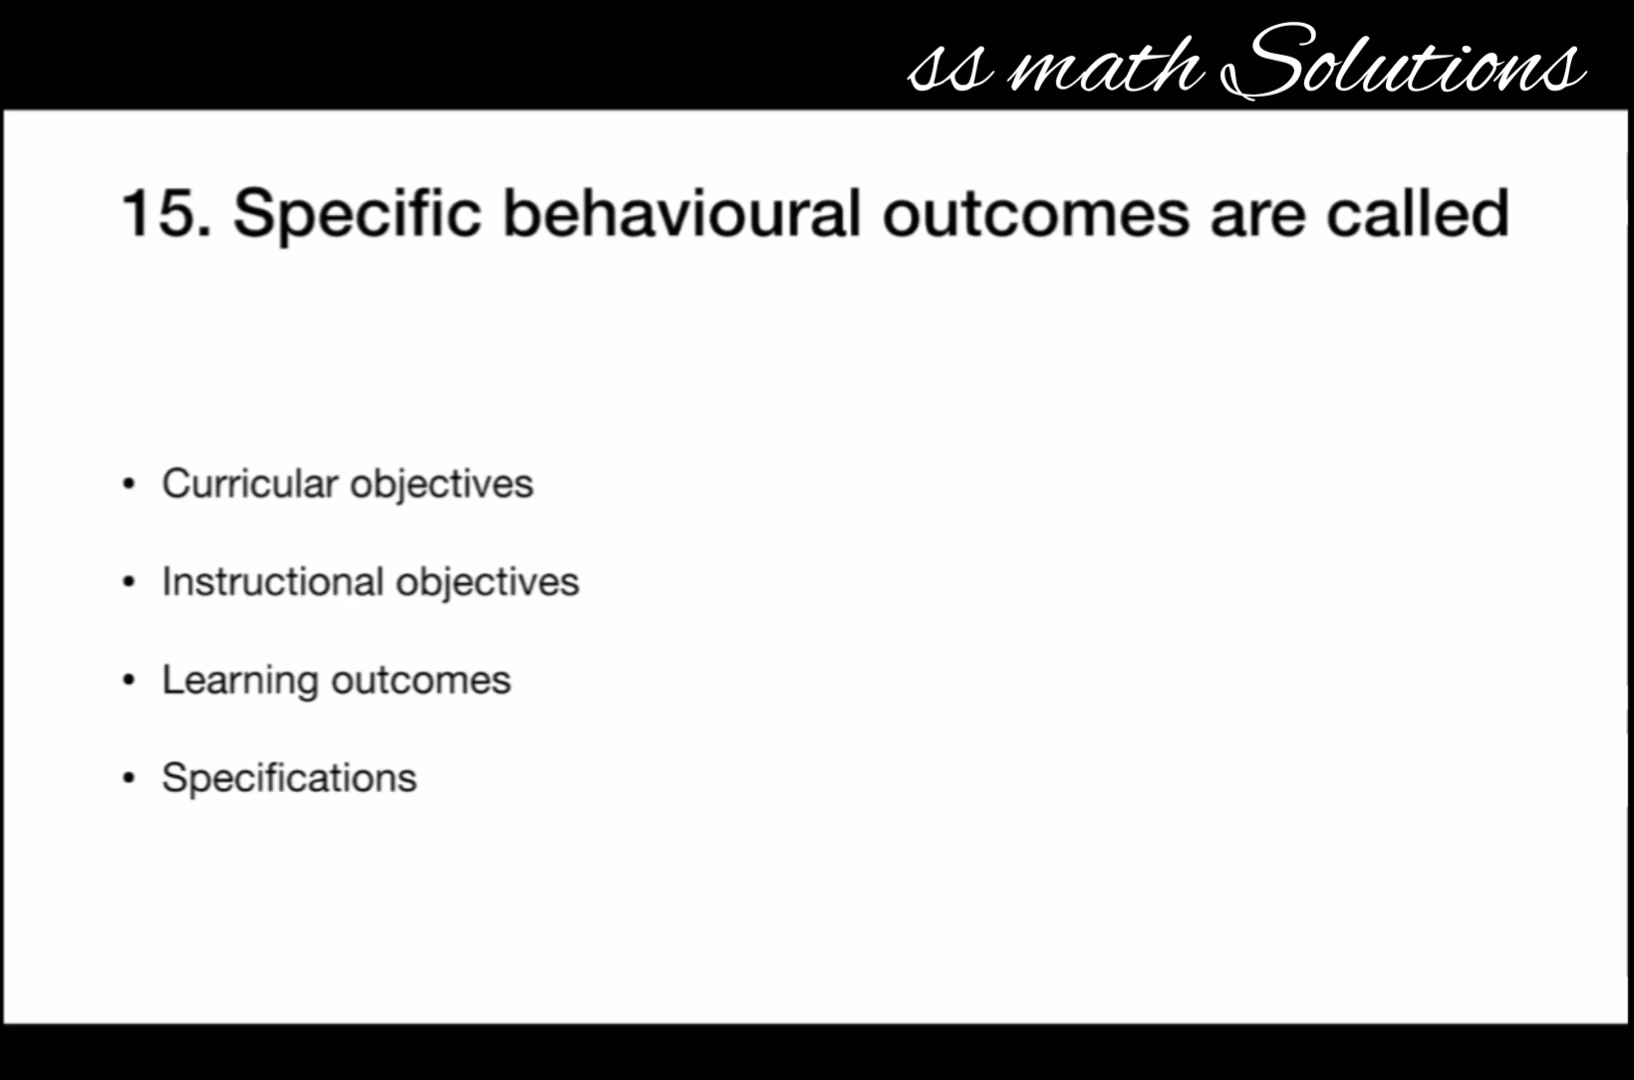 ss math Solutions
15. Specific behavioural outcomes are called
• Curricular objectives
• Instructional objectives
• Learning outcomes
• Specifications